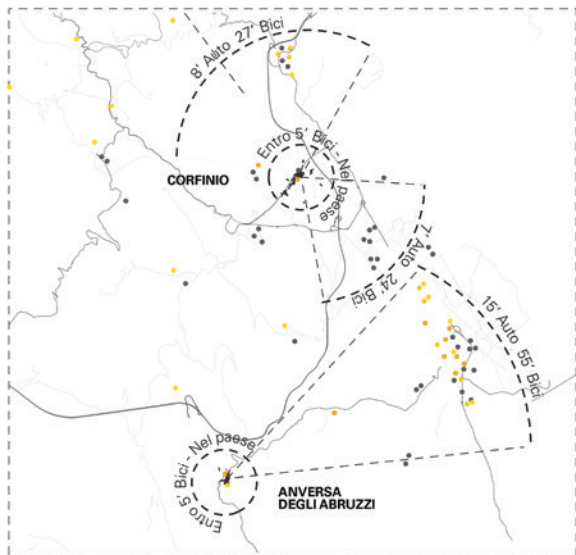 8' Auto 27' Bici
Entro 5' Bici - Nel paese
CORFINIO
7' Auto
24' Bici
15' Auto 55' Bici
Entro 5' Bici - Nel paese
ANVERSA
DEGLI ABRUZZI